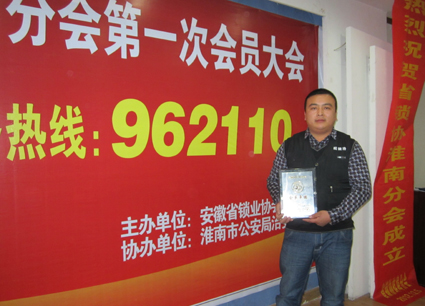 分会第一次会员大会
热线：962110
主办单位：安徽省锁业协
协办单位：淮南市公安局治
热烈祝贺省锁协淮南分会成立